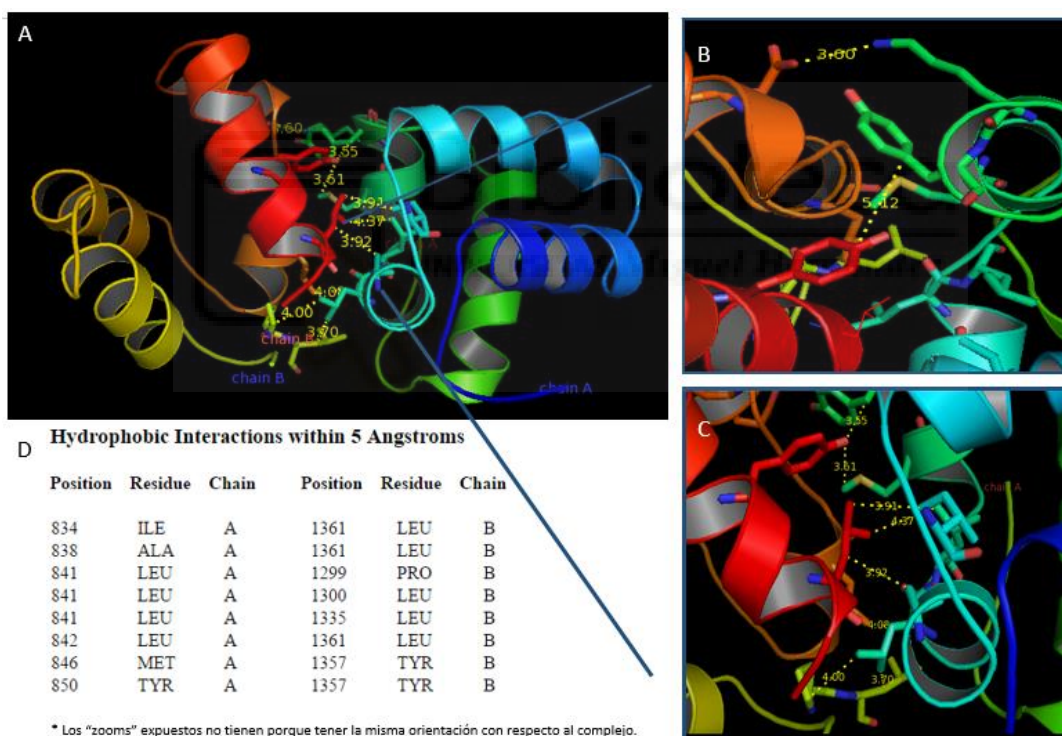 A
3.60
3.55
3.61
3.91
4.37
3.92
4.08
4.00
3.70
chain B
chain B
chain A
B
3.60
5.12
C
3.55
3.61
3.91
4.37
chain A
3.92
4.08
4.00
3.70
D
Hydrophobic Interactions within 5 Angstroms
Position Residue Chain Position Residue Chain
834 ILE A 1361 LEU B
838 ALA A 1361 LEU B
841 LEU A 1299 PRO B
841 LEU A 1300 LEU B
841 LEU A 1335 LEU B
842 LEU A 1361 LEU B
846 MET A 1357 TYR B
850 TYR A 1357 TYR B
* Los "zooms" expuestos no tienen porque tener la misma orientación con respecto al complejo.